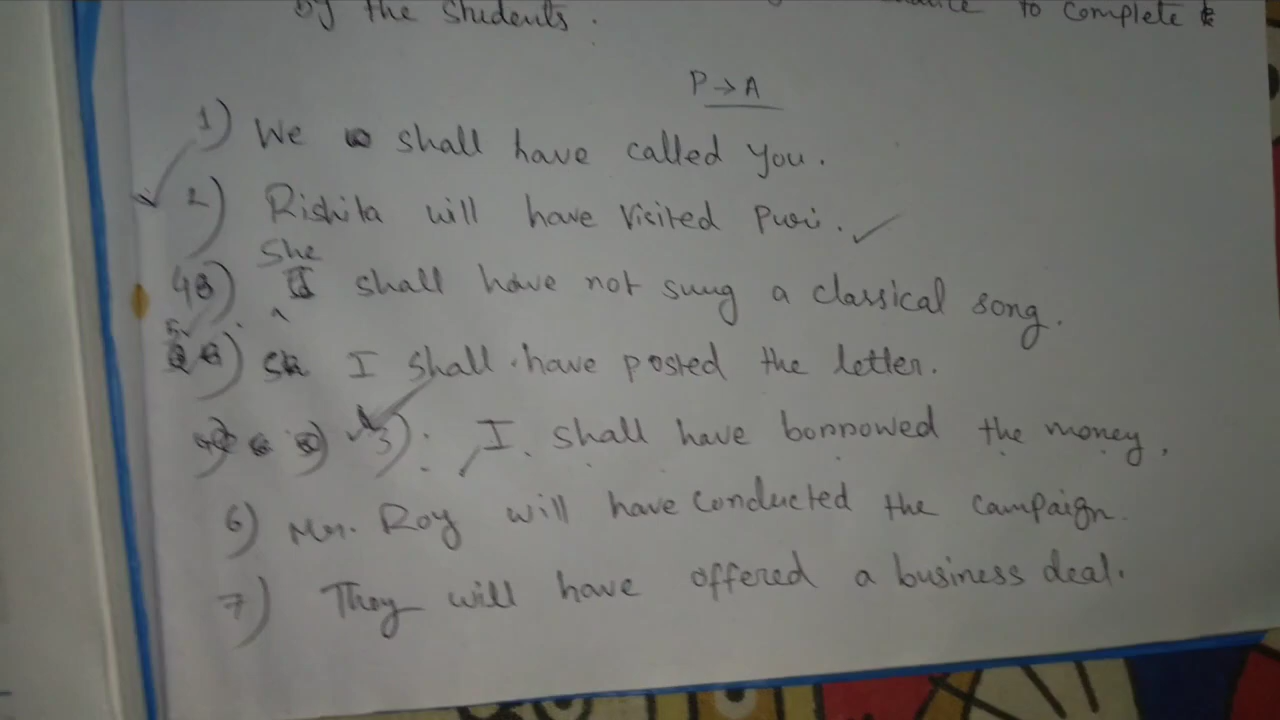 by the students.
to complete
P→A
1) We shall have called you.
2) Rishita will have visited Puri.
She
4) shall have not sung a classical song.
5) I shall have posted the letter.
3) I shall have borrowed the money.
6) Mr. Roy will have conducted the campaign.
7) They will have offered a business deal.